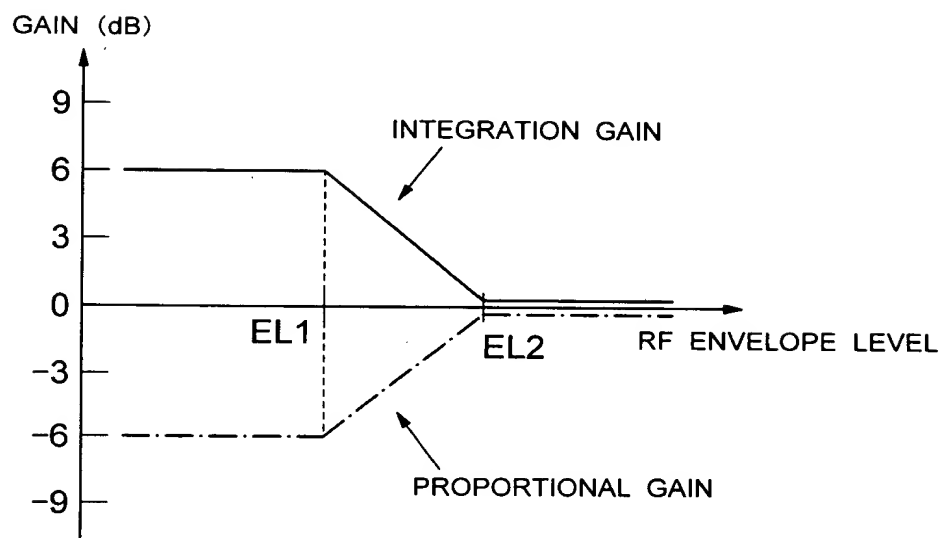 GAIN (dB)
9
6
3
0
−3
−6
−9
INTEGRATION GAIN
EL1
EL2
RF ENVELOPE LEVEL
PROPORTIONAL GAIN